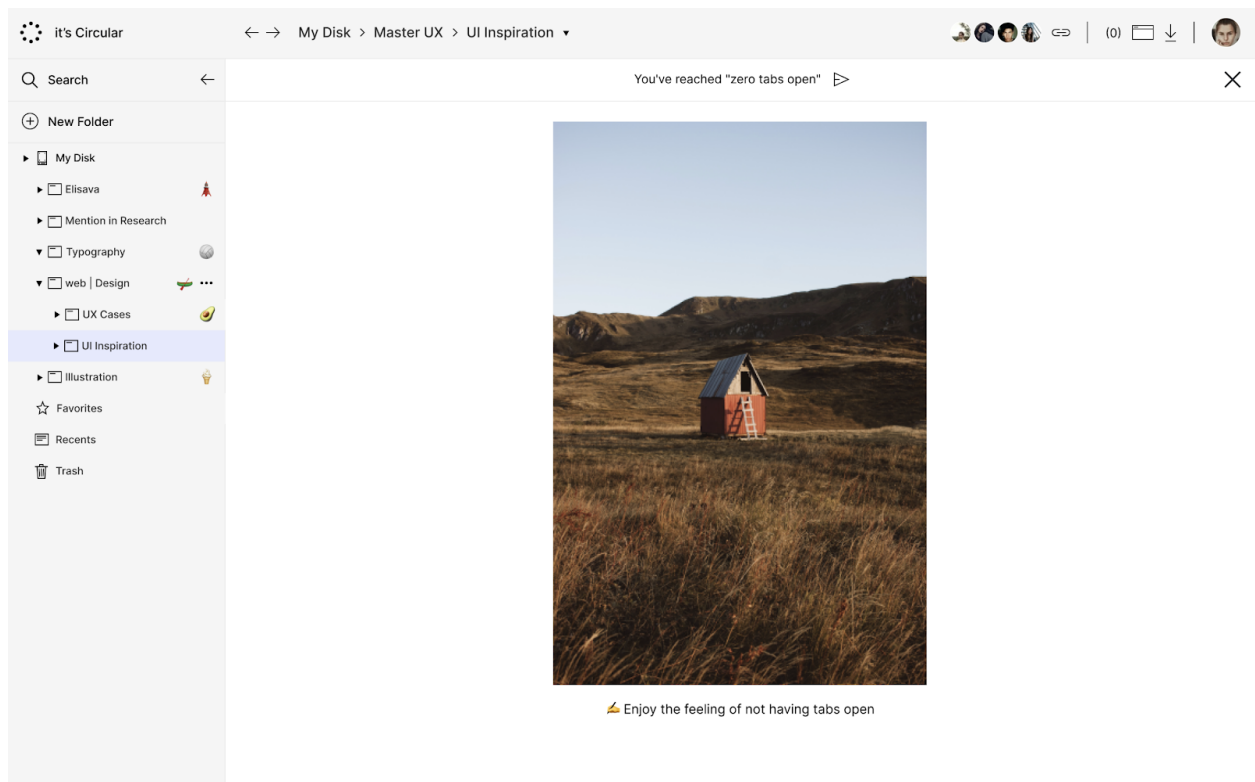 it's Circular
My Disk > Master UX > UI Inspiration
(0)
Search
You've reached "zero tabs open"
New Folder
My Disk
Elisava
Mention in Research
Typography
web | Design
UX Cases
UI Inspiration
Illustration
Favorites
Recents
Trash
✍️ Enjoy the feeling of not having tabs open